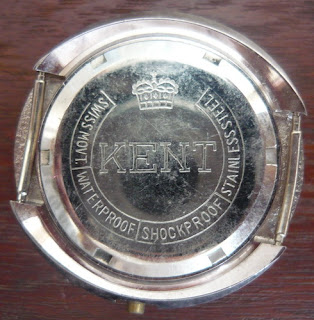 KENT
SWISS MOVT. WATERPROOF SHOCKPROOF STAINLESS STEEL